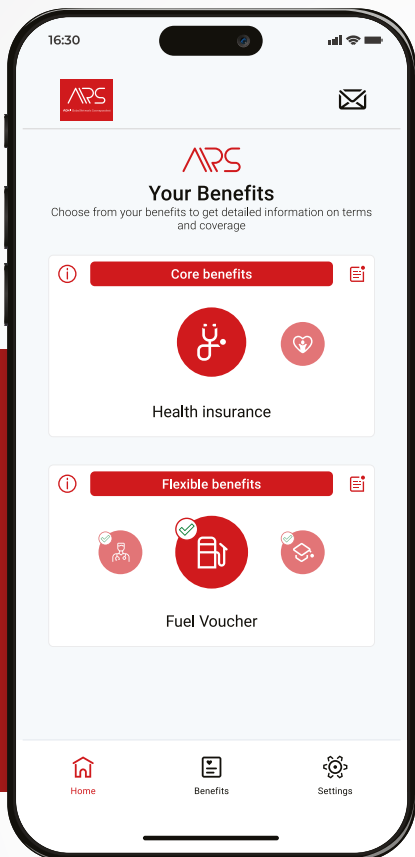 16:30
ARS
ARS
Your Benefits
Choose from your benefits to get detailed information on terms
and coverage
Core benefits
Health insurance
Flexible benefits
Fuel Voucher
Home
Benefits
Settings